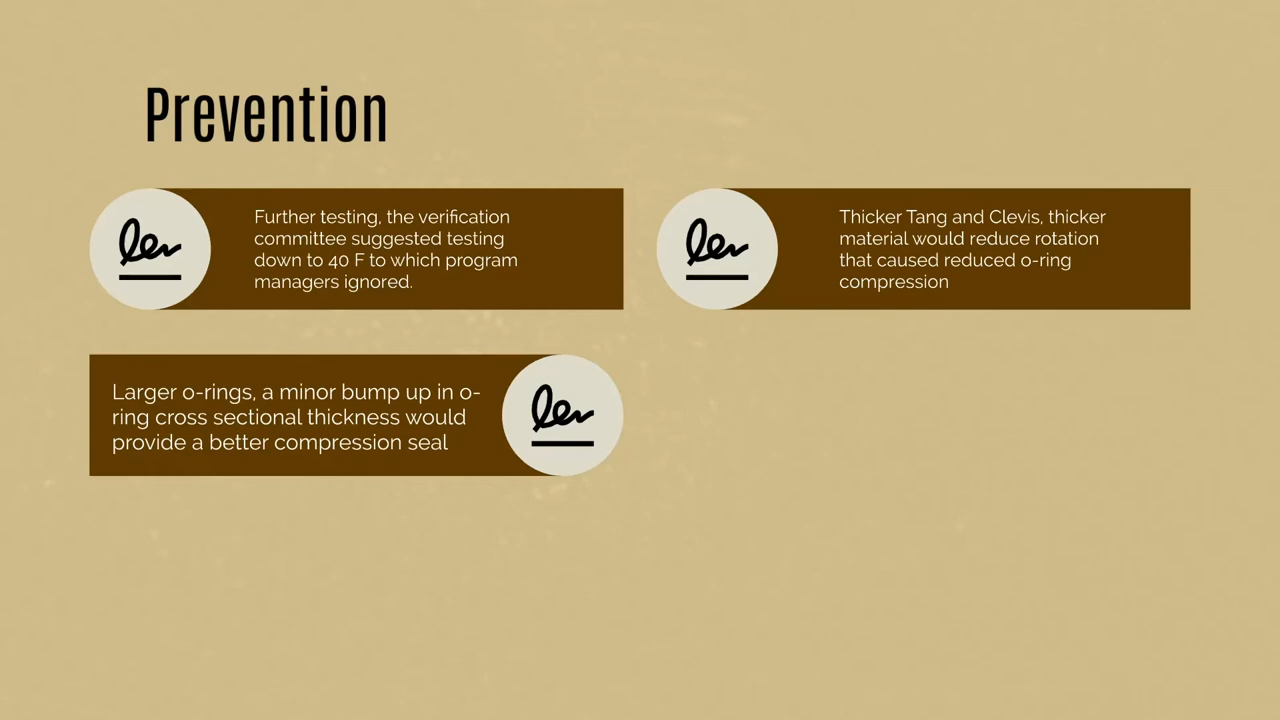 Prevention
Further testing, the verification
committee suggested testing
down to 40 F to which program
managers ignored.
Thicker Tang and Clevis, thicker
material would reduce rotation
that caused reduced o-ring
compression
Larger o-rings, a minor bump up in o-
ring cross sectional thickness would
provide a better compression seal